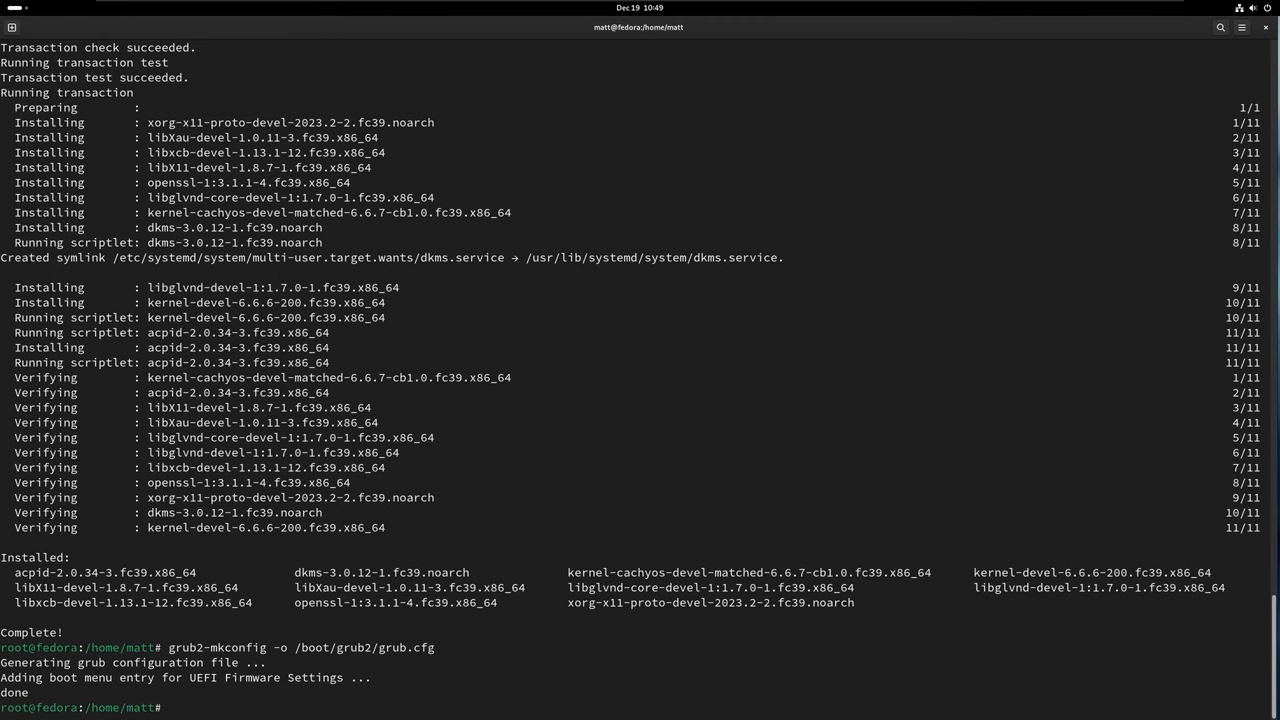 Dec 19 10:49
matt@fedora:/home/matt
Transaction check succeeded.
Running transaction test
Transaction test succeeded.
Running transaction
Preparing : 1/1
Installing : xorg-x11-proto-devel-2023.2-2.fc39.noarch 1/11
Installing : libXau-devel-1.0.11-3.fc39.x86_64 2/11
Installing : libxcb-devel-1.13.1-12.fc39.x86_64 3/11
Installing : libX11-devel-1.8.7-1.fc39.x86_64 4/11
Installing : openssl-1:3.1.1-4.fc39.x86_64 5/11
Installing : libglvnd-core-devel-1:1.7.0-1.fc39.x86_64 6/11
Installing : kernel-cachyos-devel-matched-6.6.7-cb1.0.fc39.x86_64 7/11
Installing : dkms-3.0.12-1.fc39.noarch 8/11
Running scriptlet: dkms-3.0.12-1.fc39.noarch 8/11
Created symlink /etc/systemd/system/multi-user.target.wants/dkms.service → /usr/lib/systemd/system/dkms.service.
Installing : libglvnd-devel-1:1.7.0-1.fc39.x86_64 9/11
Installing : kernel-devel-6.6.6-200.fc39.x86_64 10/11
Running scriptlet: kernel-devel-6.6.6-200.fc39.x86_64 10/11
Running scriptlet: acpid-2.0.34-3.fc39.x86_64 11/11
Installing : acpid-2.0.34-3.fc39.x86_64 11/11
Running scriptlet: acpid-2.0.34-3.fc39.x86_64 11/11
Verifying : kernel-cachyos-devel-matched-6.6.7-cb1.0.fc39.x86_64 1/11
Verifying : acpid-2.0.34-3.fc39.x86_64 2/11
Verifying : libX11-devel-1.8.7-1.fc39.x86_64 3/11
Verifying : libXau-devel-1.0.11-3.fc39.x86_64 4/11
Verifying : libglvnd-core-devel-1:1.7.0-1.fc39.x86_64 5/11
Verifying : libglvnd-devel-1:1.7.0-1.fc39.x86_64 6/11
Verifying : libxcb-devel-1.13.1-12.fc39.x86_64 7/11
Verifying : openssl-1:3.1.1-4.fc39.x86_64 8/11
Verifying : xorg-x11-proto-devel-2023.2-2.fc39.noarch 9/11
Verifying : dkms-3.0.12-1.fc39.noarch 10/11
Verifying : kernel-devel-6.6.6-200.fc39.x86_64 11/11
Installed:
acpid-2.0.34-3.fc39.x86_64 dkms-3.0.12-1.fc39.noarch kernel-cachyos-devel-matched-6.6.7-cb1.0.fc39.x86_64 kernel-devel-6.6.6-200.fc39.x86_64
libX11-devel-1.8.7-1.fc39.x86_64 libXau-devel-1.0.11-3.fc39.x86_64 libglvnd-core-devel-1:1.7.0-1.fc39.x86_64 libglvnd-devel-1:1.7.0-1.fc39.x86_64
libxcb-devel-1.13.1-12.fc39.x86_64 openssl-1:3.1.1-4.fc39.x86_64 xorg-x11-proto-devel-2023.2-2.fc39.noarch
Complete!
root@fedora:/home/matt# grub2-mkconfig -o /boot/grub2/grub.cfg
Generating grub configuration file ...
Adding boot menu entry for UEFI Firmware Settings ...
done
root@fedora:/home/matt#